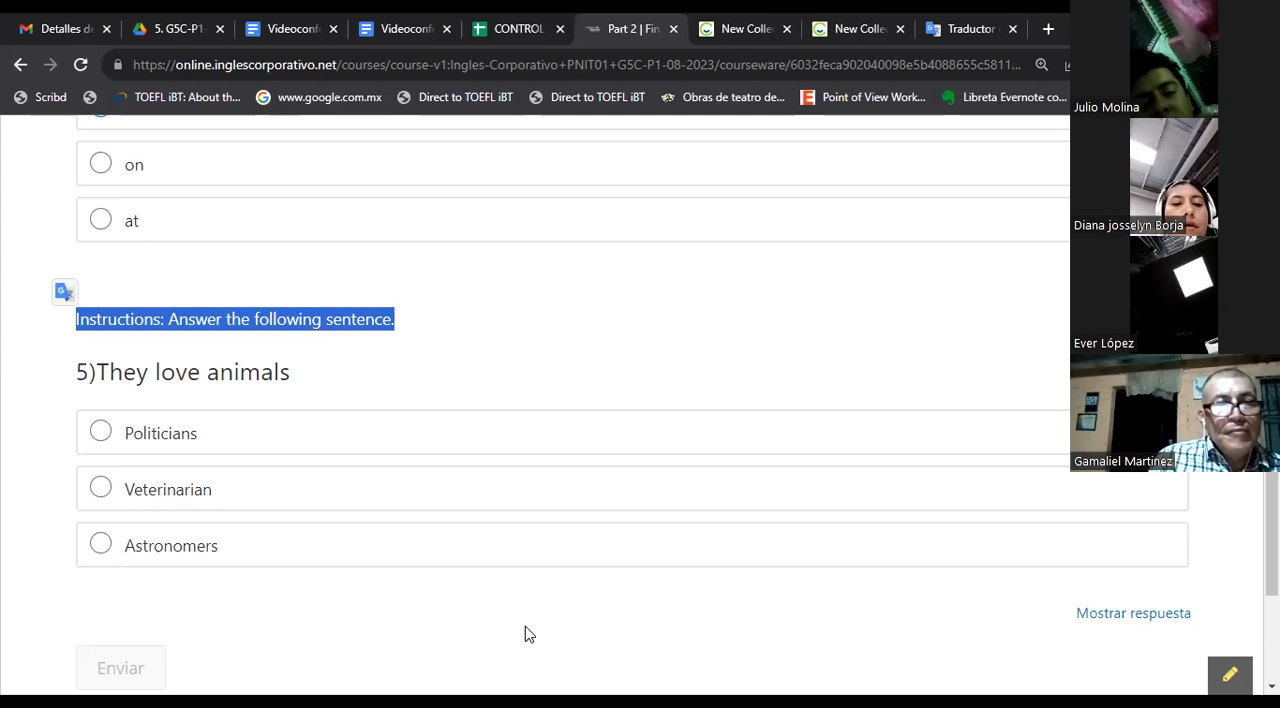 Detalles de
5. G5C-P1-
Videoconf
Videoconf
CONTROL
Part 2 | Fin
New Colle
New Colle
Traductor
https://online.inglescorporativo.net/courses/course-v1:Ingles-Corporativo+PNIT01+G5C-P1-08-2023/courseware/6032feca902040098e5b4088655c5811...
Scribd
TOEFL iBT: About th...
www.google.com.mx
Direct to TOEFL iBT
Direct to TOEFL iBT
Obras de teatro de...
Point of View Work...
Libreta Evernote co...
Julio Molina
on
at
Diana josselyn Borja
Instructions: Answer the following sentence.
Ever López
5)They love animals
Politicians
Gamaliel Martinez
Veterinarian
Astronomers
Mostrar respuesta
Enviar